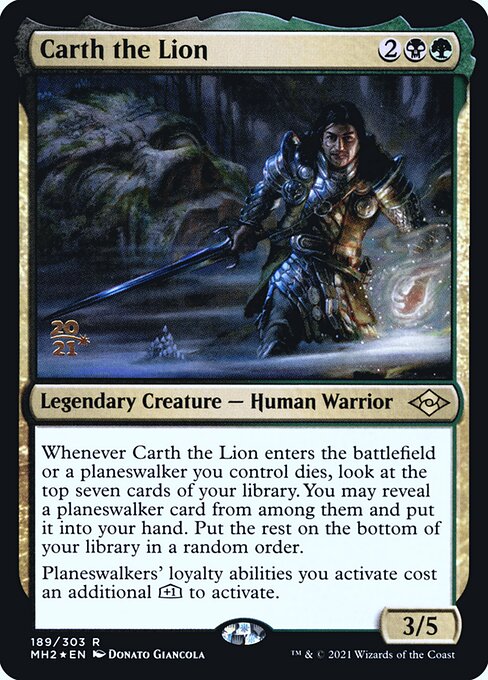 Carth the Lion 2
20
21
Legendary Creature — Human Warrior
Whenever Carth the Lion enters the battlefield
or a planeswalker you control dies, look at the
top seven cards of your library. You may reveal
a planeswalker card from among them and put
it into your hand. Put the rest on the bottom of
your library in a random order.
Planeswalkers’ loyalty abilities you activate cost
an additional +1 to activate.
3/5
189/303 R
MH2★EN Donato Giancola
™ & © 2021 Wizards of the Coast